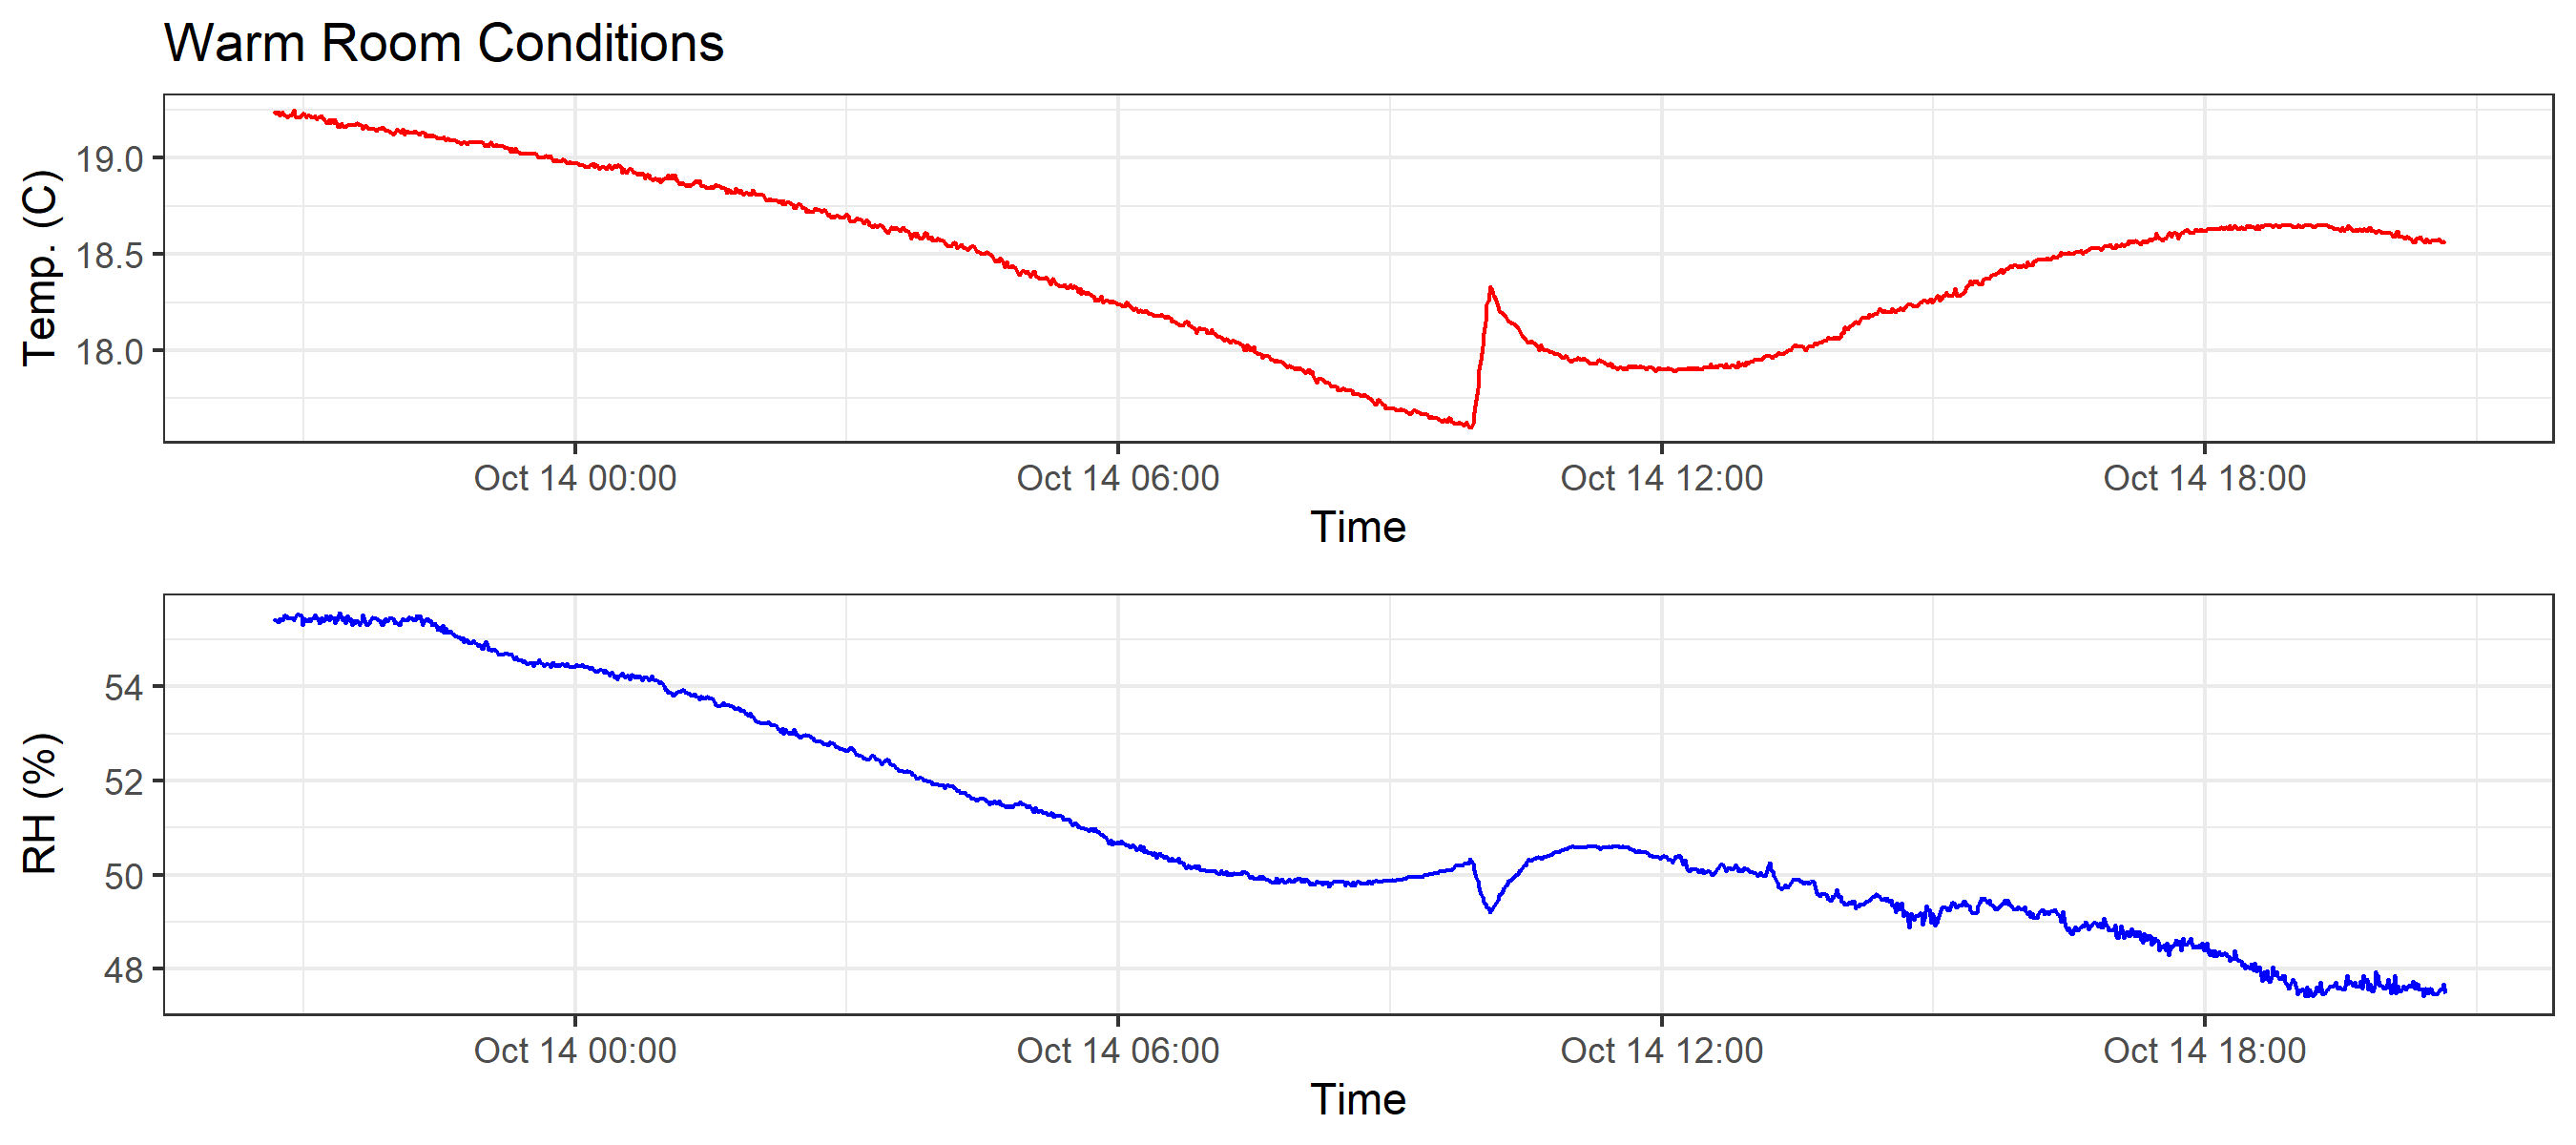 Warm Room Conditions
Temp. (C)
19.0
18.5
18.0
Oct 14 00:00 Oct 14 06:00 Oct 14 12:00 Oct 14 18:00
Time
RH (%)
54
52
50
48
Oct 14 00:00 Oct 14 06:00 Oct 14 12:00 Oct 14 18:00
Time